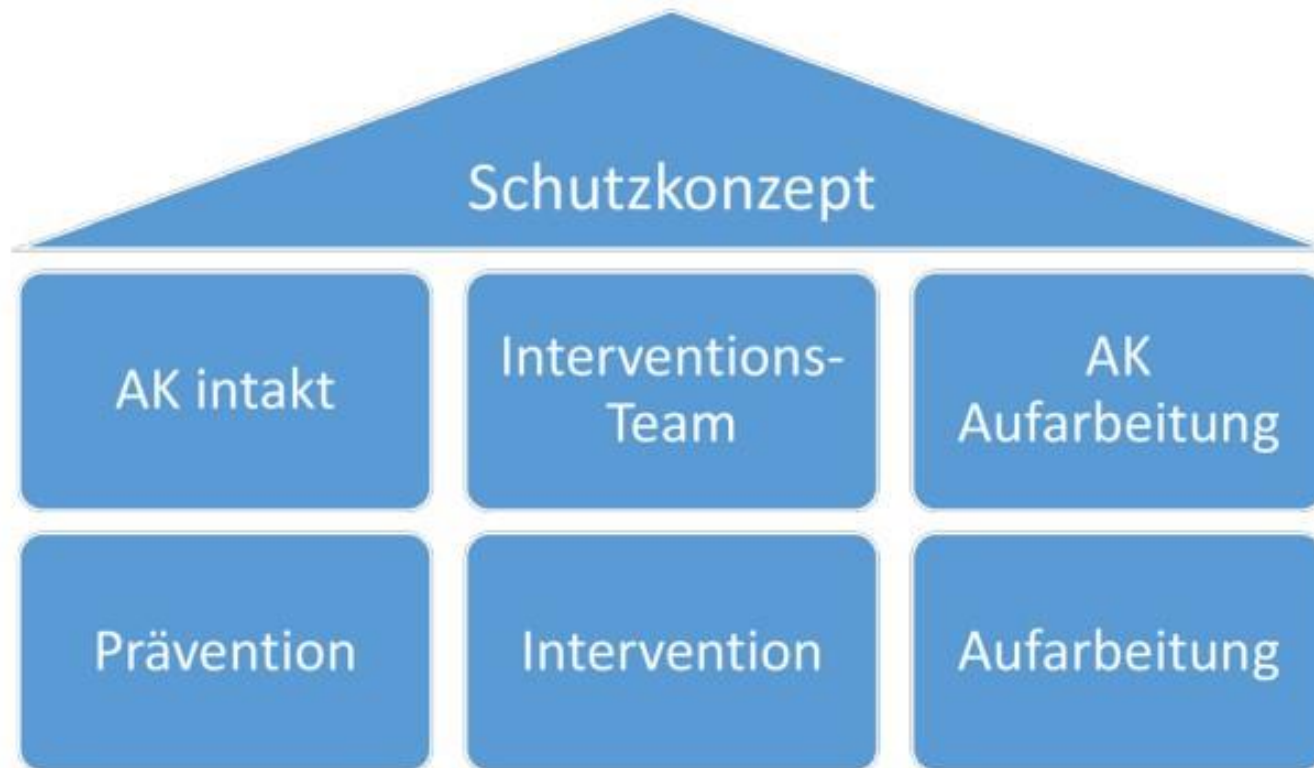 Schutzkonzept
AK intakt
Interventions-
Team
AK
Aufarbeitung
Prävention
Intervention
Aufarbeitung